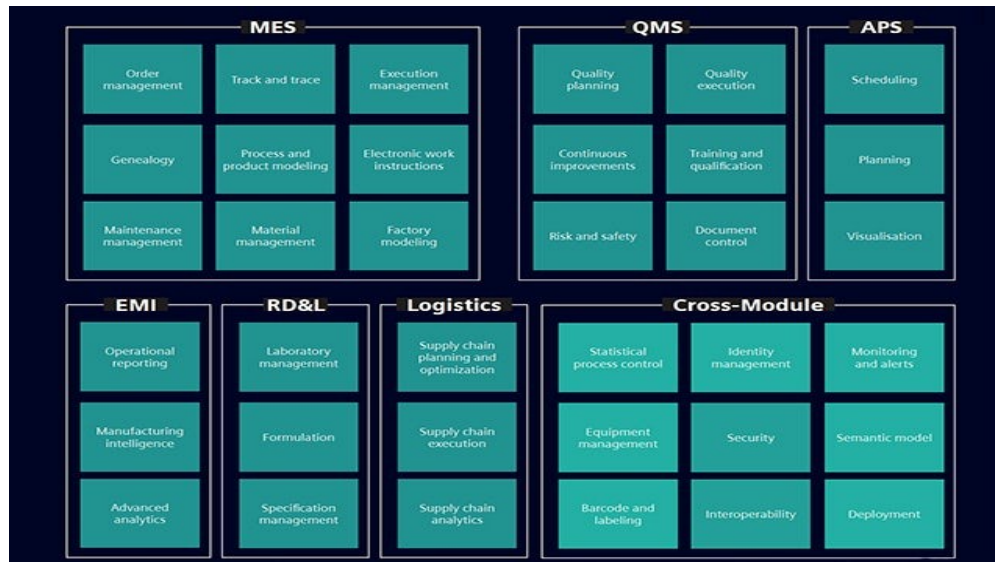 MES
Order
management
Track and trace
Execution
management
Genealogy
Process and
product modeling
Electronic work
instructions
Maintenance
management
Material
management
Factory
modeling
QMS
Quality
planning
Quality
execution
Continuous
improvements
Training and
qualification
Risk and safety
Document
control
APS
Scheduling
Planning
Visualisation
EMI
Operational
reporting
Manufacturing
intelligence
Advanced
analytics
RD&L
Laboratory
management
Formulation
Specification
management
Logistics
Supply chain
planning and
optimization
Supply chain
execution
Supply chain
analytics
Cross-Module
Statistical
process control
Identity
management
Monitoring
and alerts
Equipment
management
Security
Semantic model
Barcode and
labeling
Interoperability
Deployment